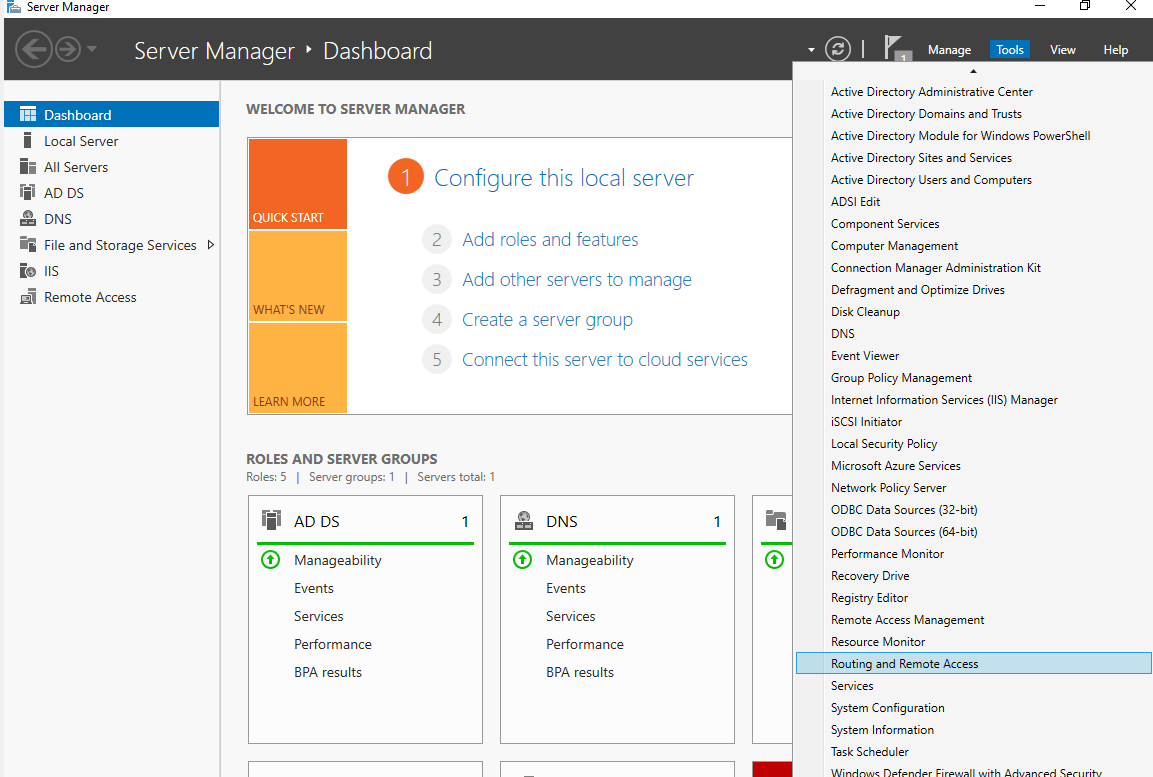 Server Manager
Server Manager ‣ Dashboard
1
Manage
Tools
View
Help
Dashboard
Local Server
All Servers
AD DS
DNS
File and Storage Services
IIS
Remote Access
WELCOME TO SERVER MANAGER
QUICK START
WHAT'S NEW
LEARN MORE
1 Configure this local server
2 Add roles and features
3 Add other servers to manage
4 Create a server group
5 Connect this server to cloud services
ROLES AND SERVER GROUPS
Roles: 5 | Server groups: 1 | Servers total: 1
AD DS 1
Manageability
Events
Services
Performance
BPA results
DNS 1
Manageability
Events
Services
Performance
BPA results
Active Directory Administrative Center
Active Directory Domains and Trusts
Active Directory Module for Windows PowerShell
Active Directory Sites and Services
Active Directory Users and Computers
ADSI Edit
Component Services
Computer Management
Connection Manager Administration Kit
Defragment and Optimize Drives
Disk Cleanup
DNS
Event Viewer
Group Policy Management
Internet Information Services (IIS) Manager
iSCSI Initiator
Local Security Policy
Microsoft Azure Services
Network Policy Server
ODBC Data Sources (32-bit)
ODBC Data Sources (64-bit)
Performance Monitor
Recovery Drive
Registry Editor
Remote Access Management
Resource Monitor
Routing and Remote Access
Services
System Configuration
System Information
Task Scheduler
Windows Defender Firewall with Advanced Security